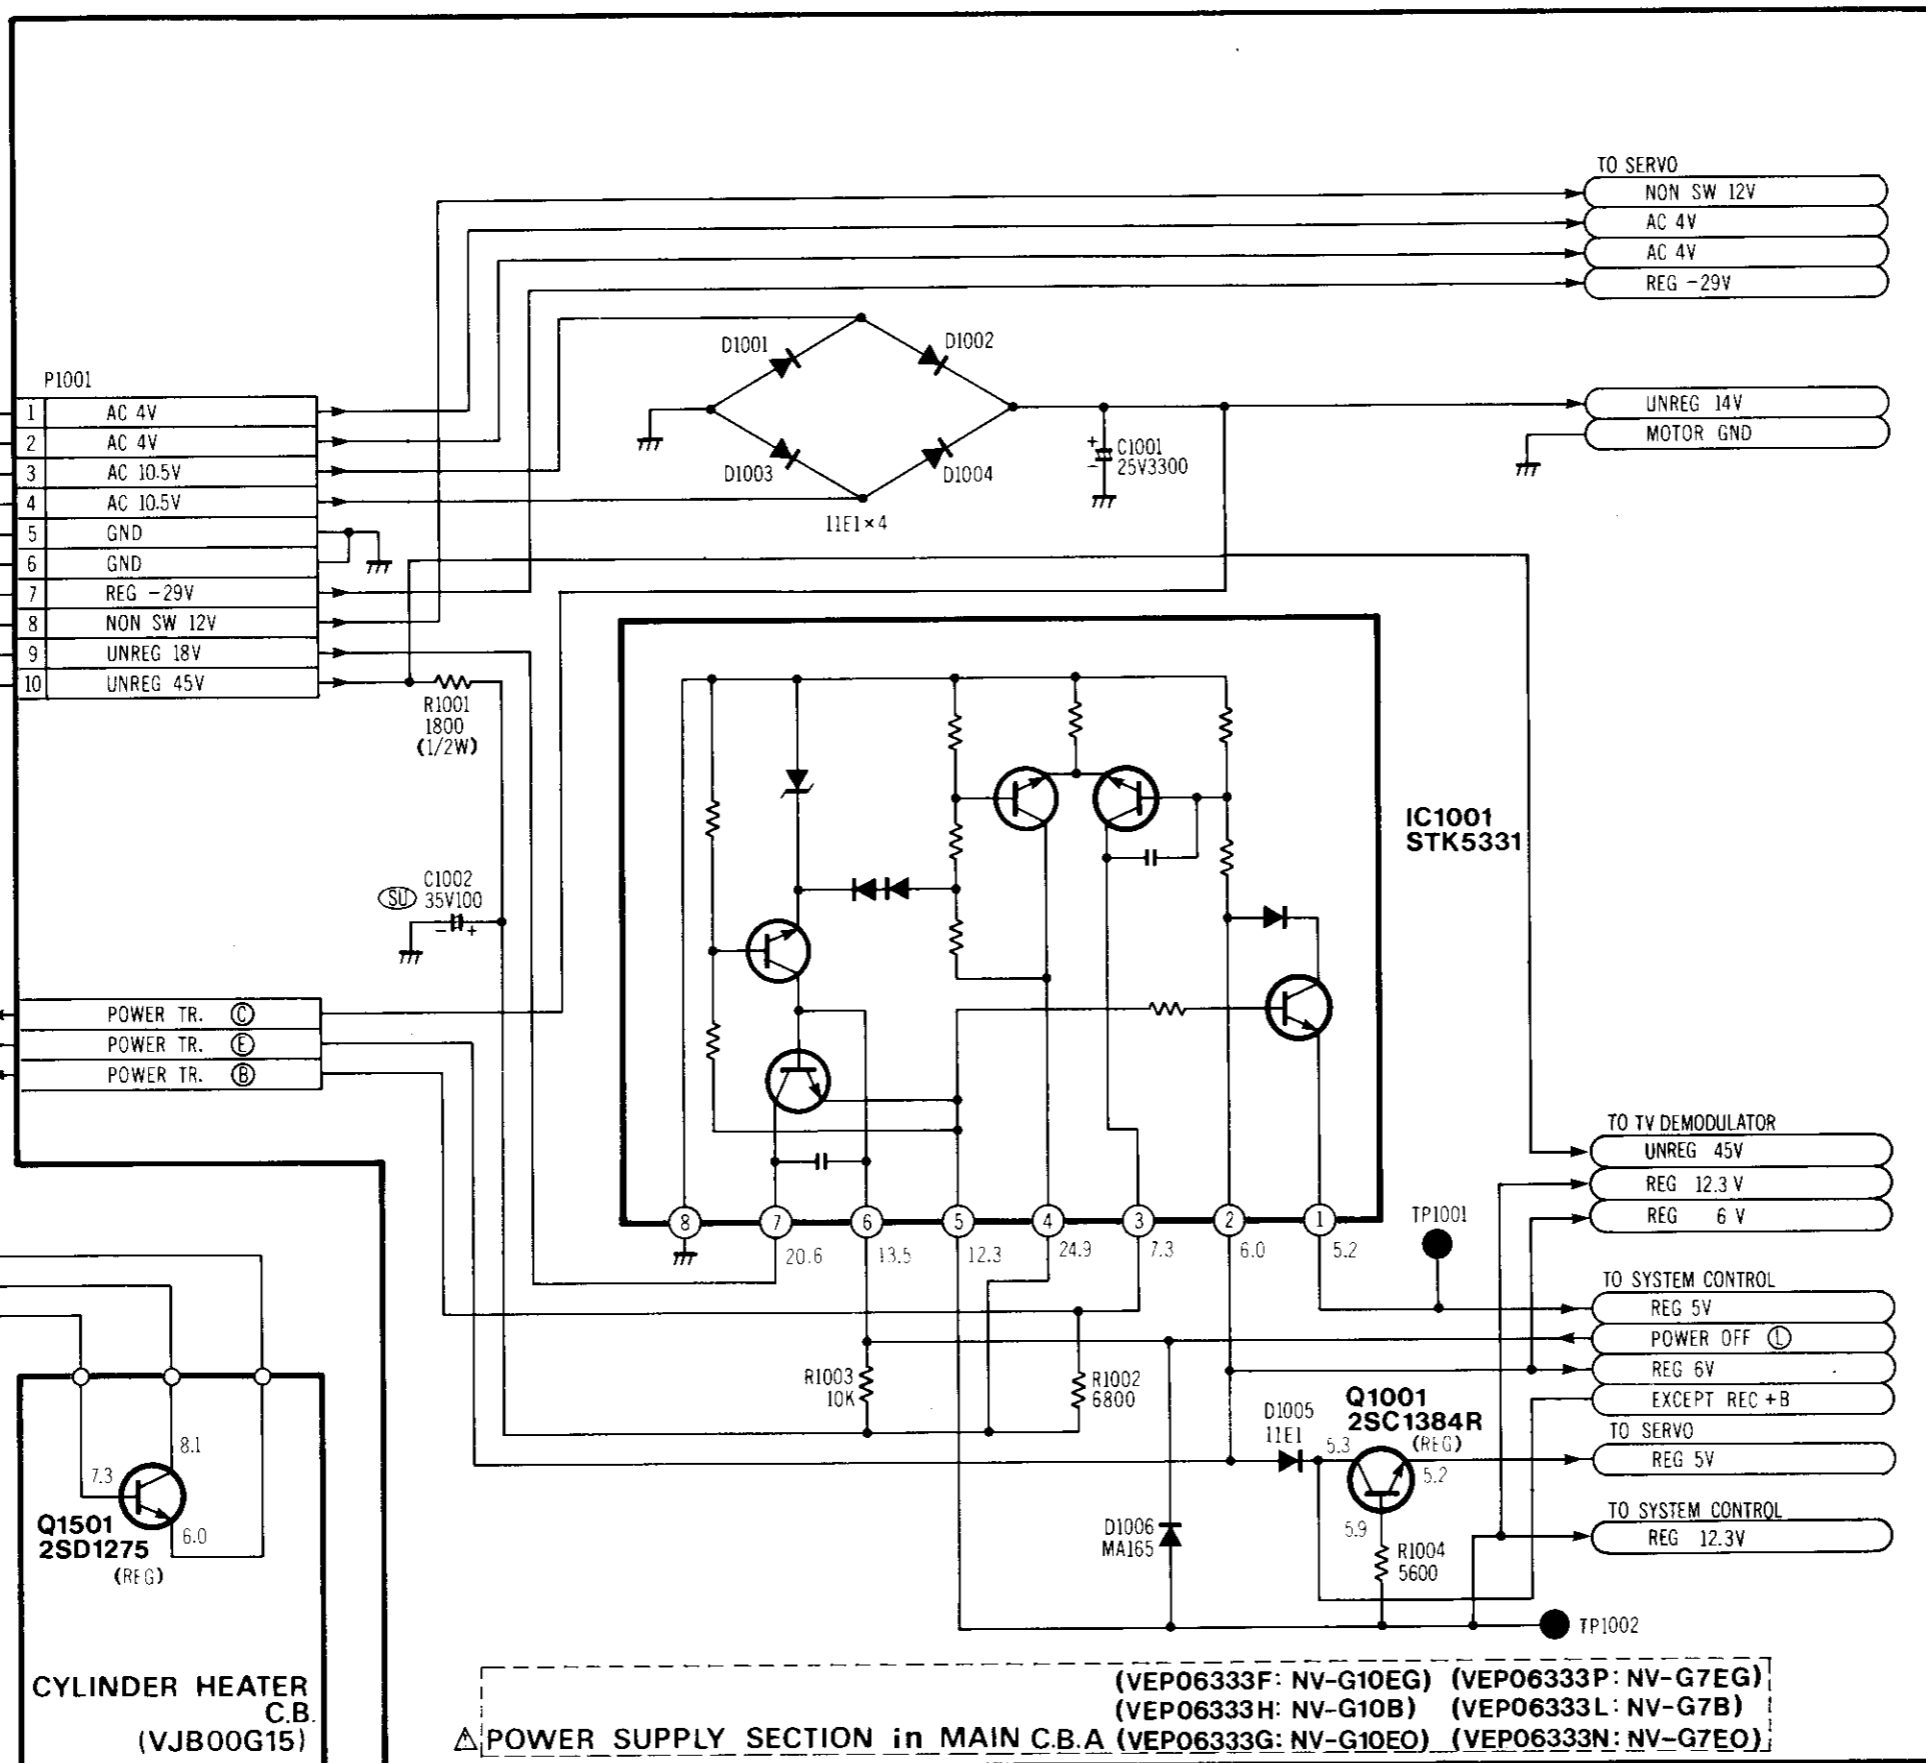 TO SERVO
NON SW 12V
AC 4V
AC 4V
REG -29V
D1001
D1002
D1003
D1004
11E1×4
UNREG 14V
MOTOR GND
C1001
25V3300
+
-
P1001
1 AC 4V
2 AC 4V
3 AC 10.5V
4 AC 10.5V
5 GND
6 GND
7 REG -29V
8 NON SW 12V
9 UNREG 18V
10 UNREG 45V
R1001
1800
(1/2W)
IC1001
STK5331
SU
C1002
35V100
- +
POWER TR. C
POWER TR. E
POWER TR. B
8 7 6 5 4 3 2 1
20.6 13.5 12.3 24.9 7.3 6.0 5.2
TP1001
TO TV DEMODULATOR
UNREG 45V
REG 12.3 V
REG 6 V
TO SYSTEM CONTROL
REG 5V
POWER OFF L
REG 6V
EXCEPT REC +B
TO SERVO
REG 5V
TO SYSTEM CONTROL
REG 12.3V
R1003
10K
R1002
6800
D1005
11E1
Q1001
2SC1384R
(REG)
5.3
5.2
5.9
D1006
MA165
R1004
5600
TP1002
8.1
7.3
6.0
Q1501
2SD1275
(REG)
CYLINDER HEATER
C.B.
(VJB00G15)
(VEP06333F: NV-G10EG) (VEP06333P: NV-G7EG)
(VEP06333H: NV-G10B) (VEP06333L: NV-G7B)
POWER SUPPLY SECTION in MAIN C.B.A (VEP06333G: NV-G10EO) (VEP06333N: NV-G7EO)